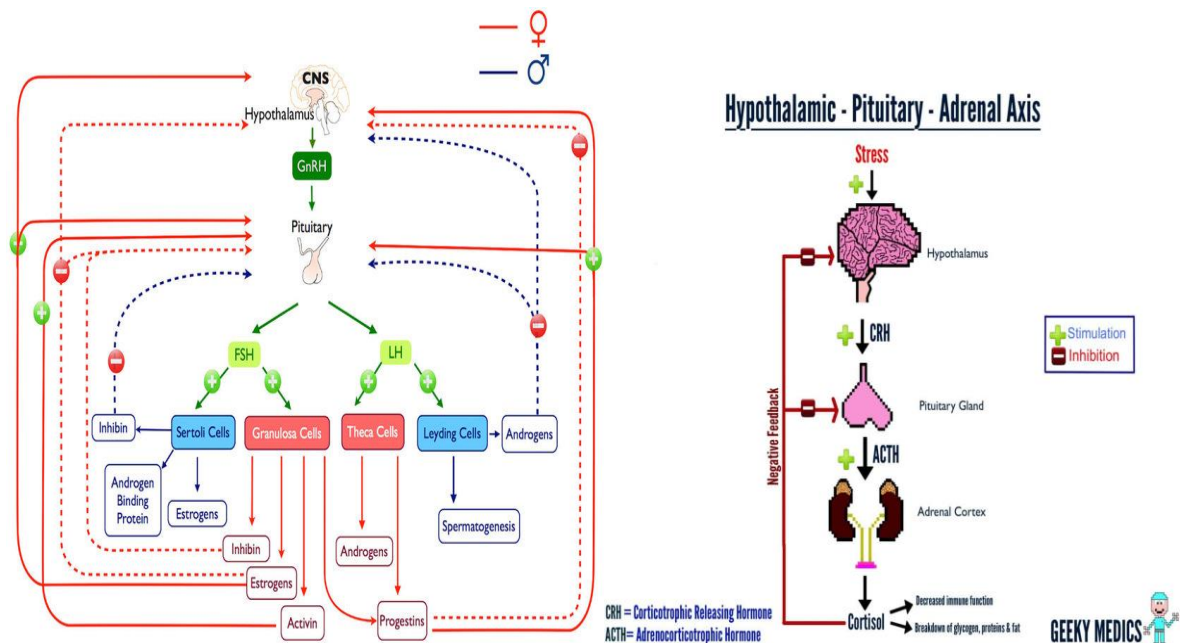 CNS
Hypothalamus
GnRH
Pituitary
FSH
LH
Inhibin
Sertoli Cells
Granulosa Cells
Theca Cells
Leyding Cells
Androgens
Androgen
Binding
Protein
Estrogens
Spermatogenesis
Inhibin
Androgens
Estrogens
Activin
Progestins
Hypothalamic - Pituitary - Adrenal Axis
Stress
Hypothalamus
CRH
Stimulation
Inhibition
Pituitary Gland
Negative Feedback
ACTH
Adrenal Cortex
Cortisol
Decreased immune function
Breakdown of glycogen, proteins & fat
CRH = Corticotrophic Releasing Hormone
ACTH= Adrenocorticotrophic Hormone
GEEKY MEDICS